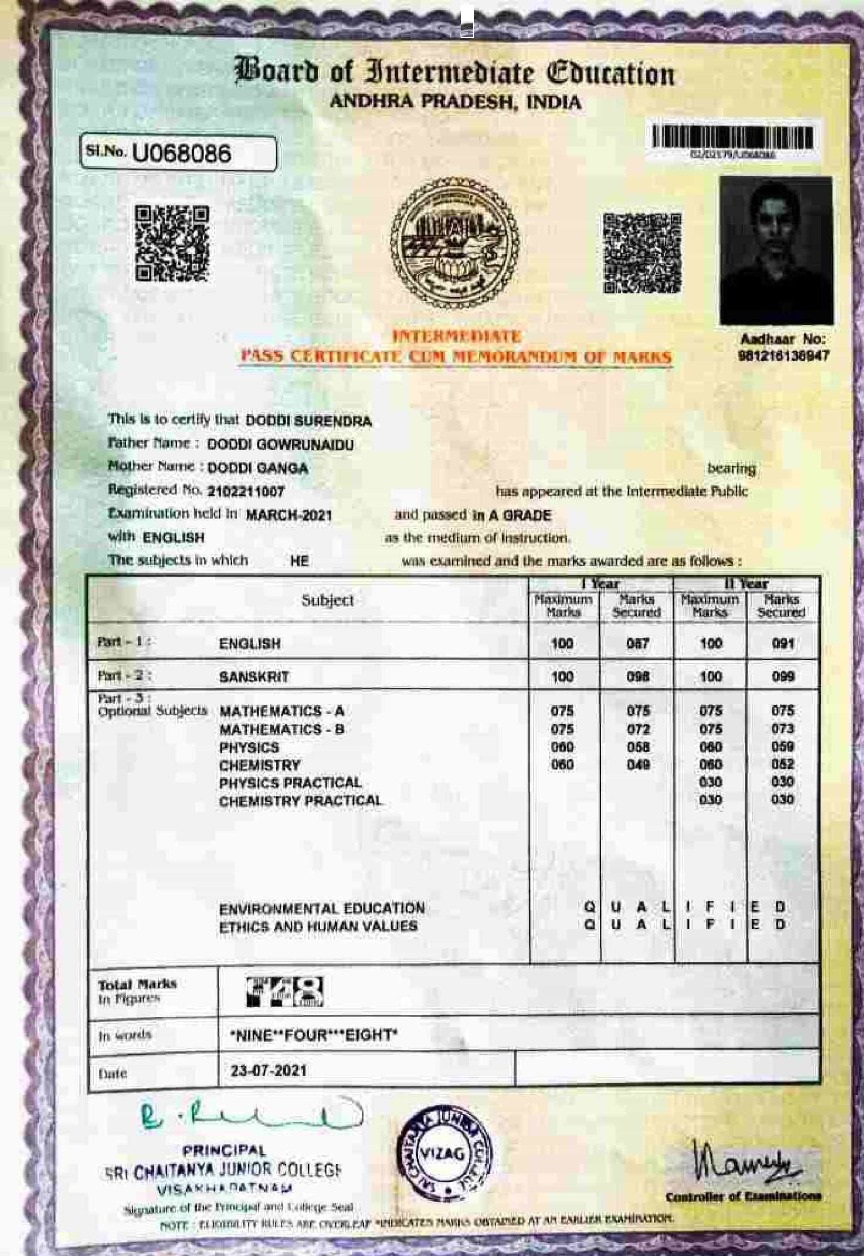 Board of Intermediate Education
ANDHRA PRADESH, INDIA
Sl.No. U068086
02/02179/U068086
Aadhaar No:
981216136947
INTERMEDIATE
PASS CERTIFICATE CUM MEMORANDUM OF MARKS
This is to certify that DODDI SURENDRA
Father Name : DODDI GOWRUNAIDU
Mother Name : DODDI GANGA bearing
Registered No. 2102211007 has appeared at the Intermediate Public
Examination held in MARCH-2021 and passed in A GRADE
with ENGLISH as the medium of instruction.
The subjects in which HE was examined and the marks awarded are as follows :
Subject I Year II Year
Maximum Marks Marks Secured Maximum Marks Marks Secured
Part - 1 : ENGLISH 100 087 100 091
Part - 2 : SANSKRIT 100 098 100 099
Part - 3 :
Optional Subjects MATHEMATICS - A 075 075 075 075
MATHEMATICS - B 075 072 075 073
PHYSICS 060 058 060 059
CHEMISTRY 060 049 060 052
PHYSICS PRACTICAL 030 030
CHEMISTRY PRACTICAL 030 030
ENVIRONMENTAL EDUCATION Q U A L I F I E D
ETHICS AND HUMAN VALUES Q U A L I F I E D
Total Marks
In Figures 948
In words *NINE**FOUR***EIGHT*
Date 23-07-2021
PRINCIPAL
SRI CHAITANYA JUNIOR COLLEGE
VISAKHAPATNAM
SRI CHAITANYA JUNIOR COLLEGE
VIZAG
Controller of Examinations
Signature of the Principal and College Seal
NOTE : ELIGIBILITY RULES ARE OVERLEAF *INDICATES MARKS OBTAINED AT AN EARLIER EXAMINATION.